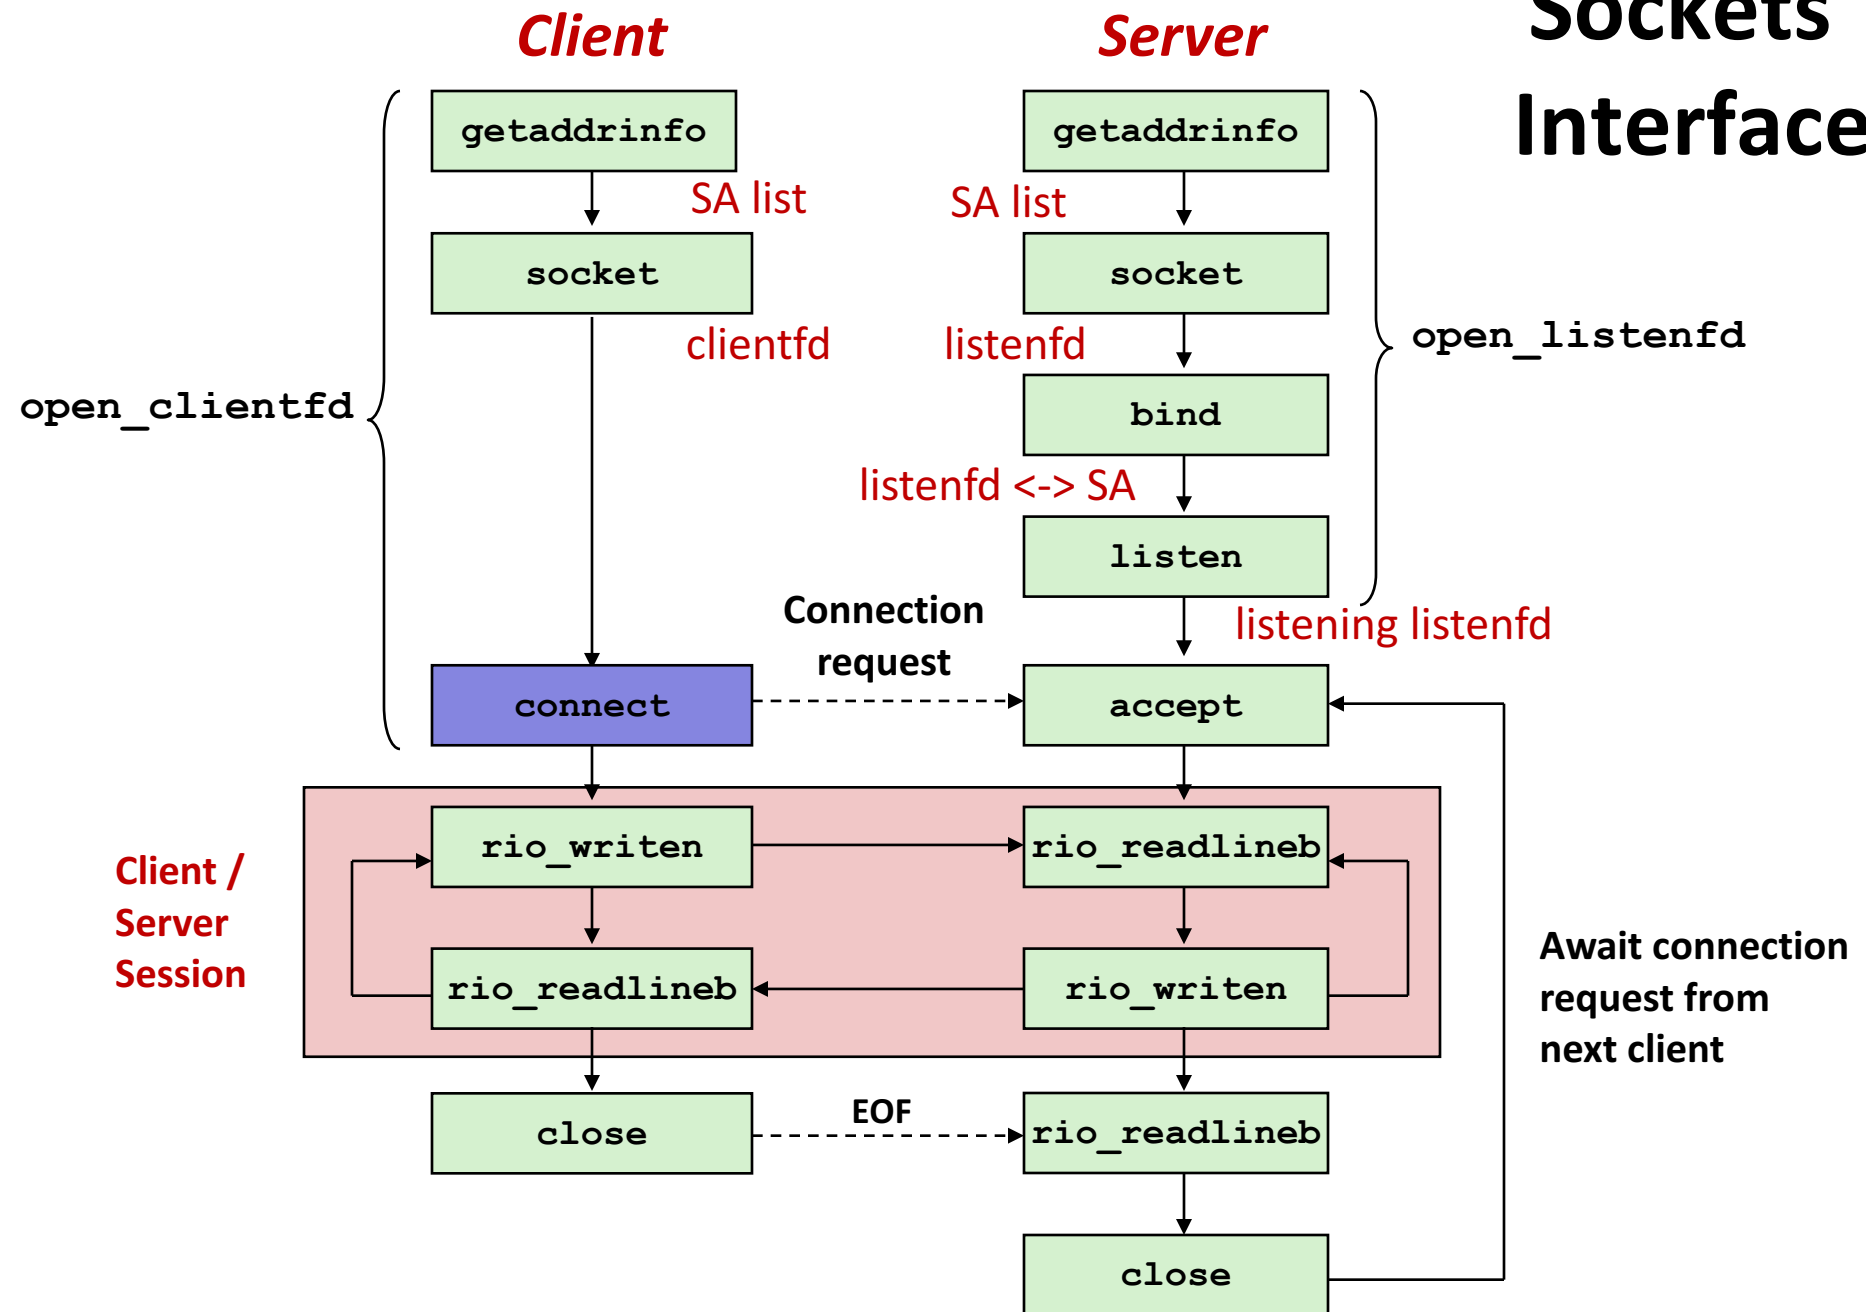 Sockets
Interface
Client
Server
getaddrinfo
getaddrinfo
SA list
SA list
socket
socket
clientfd
listenfd
open_listenfd
open_clientfd
bind
listenfd <-> SA
listen
Connection
request
listening listenfd
connect
accept
Client /
Server
Session
rio_writen
rio_readlineb
rio_readlineb
rio_writen
Await connection
request from
next client
close
EOF
rio_readlineb
close